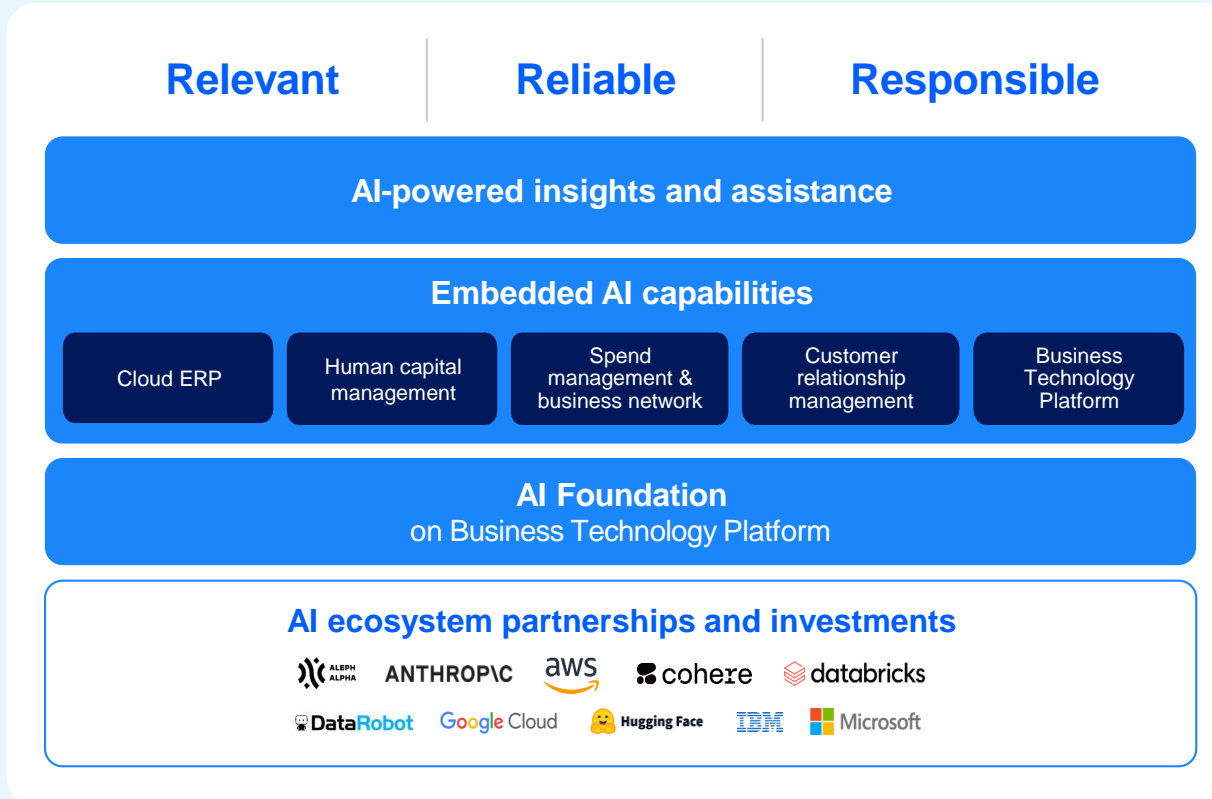 Relevant
Reliable
Responsible
AI-powered insights and assistance
Embedded AI capabilities
Cloud ERP
Human capital
management
Spend
management &
business network
Customer
relationship
management
Business
Technology
Platform
AI Foundation
on Business Technology Platform
AI ecosystem partnerships and investments
ALEPH
ALPHA
ANTHROP\C
aws
cohere
databricks
DataRobot
Google Cloud
Hugging Face
IBM
Microsoft